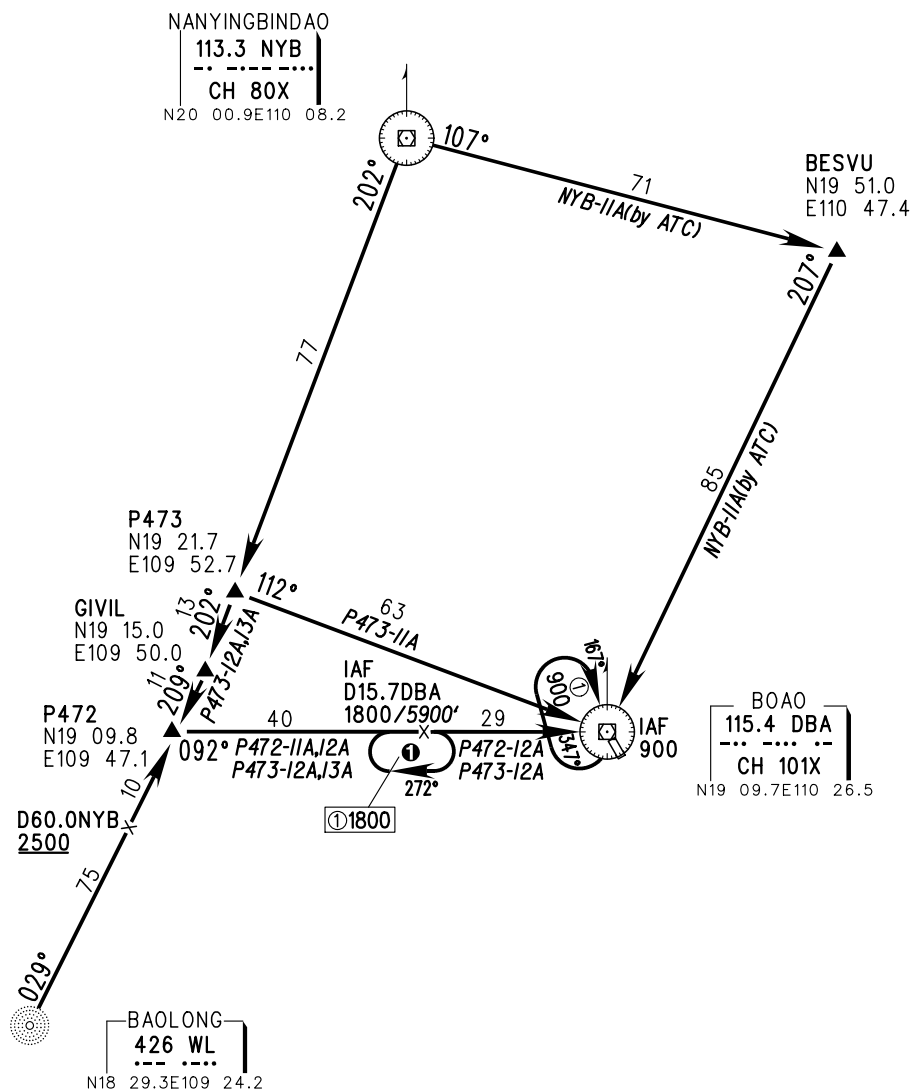 NANYINGBINDAO
113.3 NYB
-· -·-- -···
CH 80X
N20 00.9E110 08.2
107°
202°
71
NYB-11A(by ATC)
BESVU
N19 51.0
E110 47.4
207°
77
85
NYB-11A(by ATC)
P473
N19 21.7
E109 52.7
112°
63
P473-11A
13
202°
GIVIL
N19 15.0
E109 50.0
11
209°
P473-12A,13A
P472
N19 09.8
E109 47.1
092°
40
P472-11A,12A
P473-12A,13A
IAF
D15.7DBA
1800/5900'
29
P472-12A
P473-12A
❶
272°
①1800
167°
900 ①
347°
IAF
900
BOAO
115.4 DBA
-·· -··· ·-
CH 101X
N19 09.7E110 26.5
10
D60.0NYB
2500
75
029°
BAOLONG
426 WL
·-- ·-··
N18 29.3E109 24.2